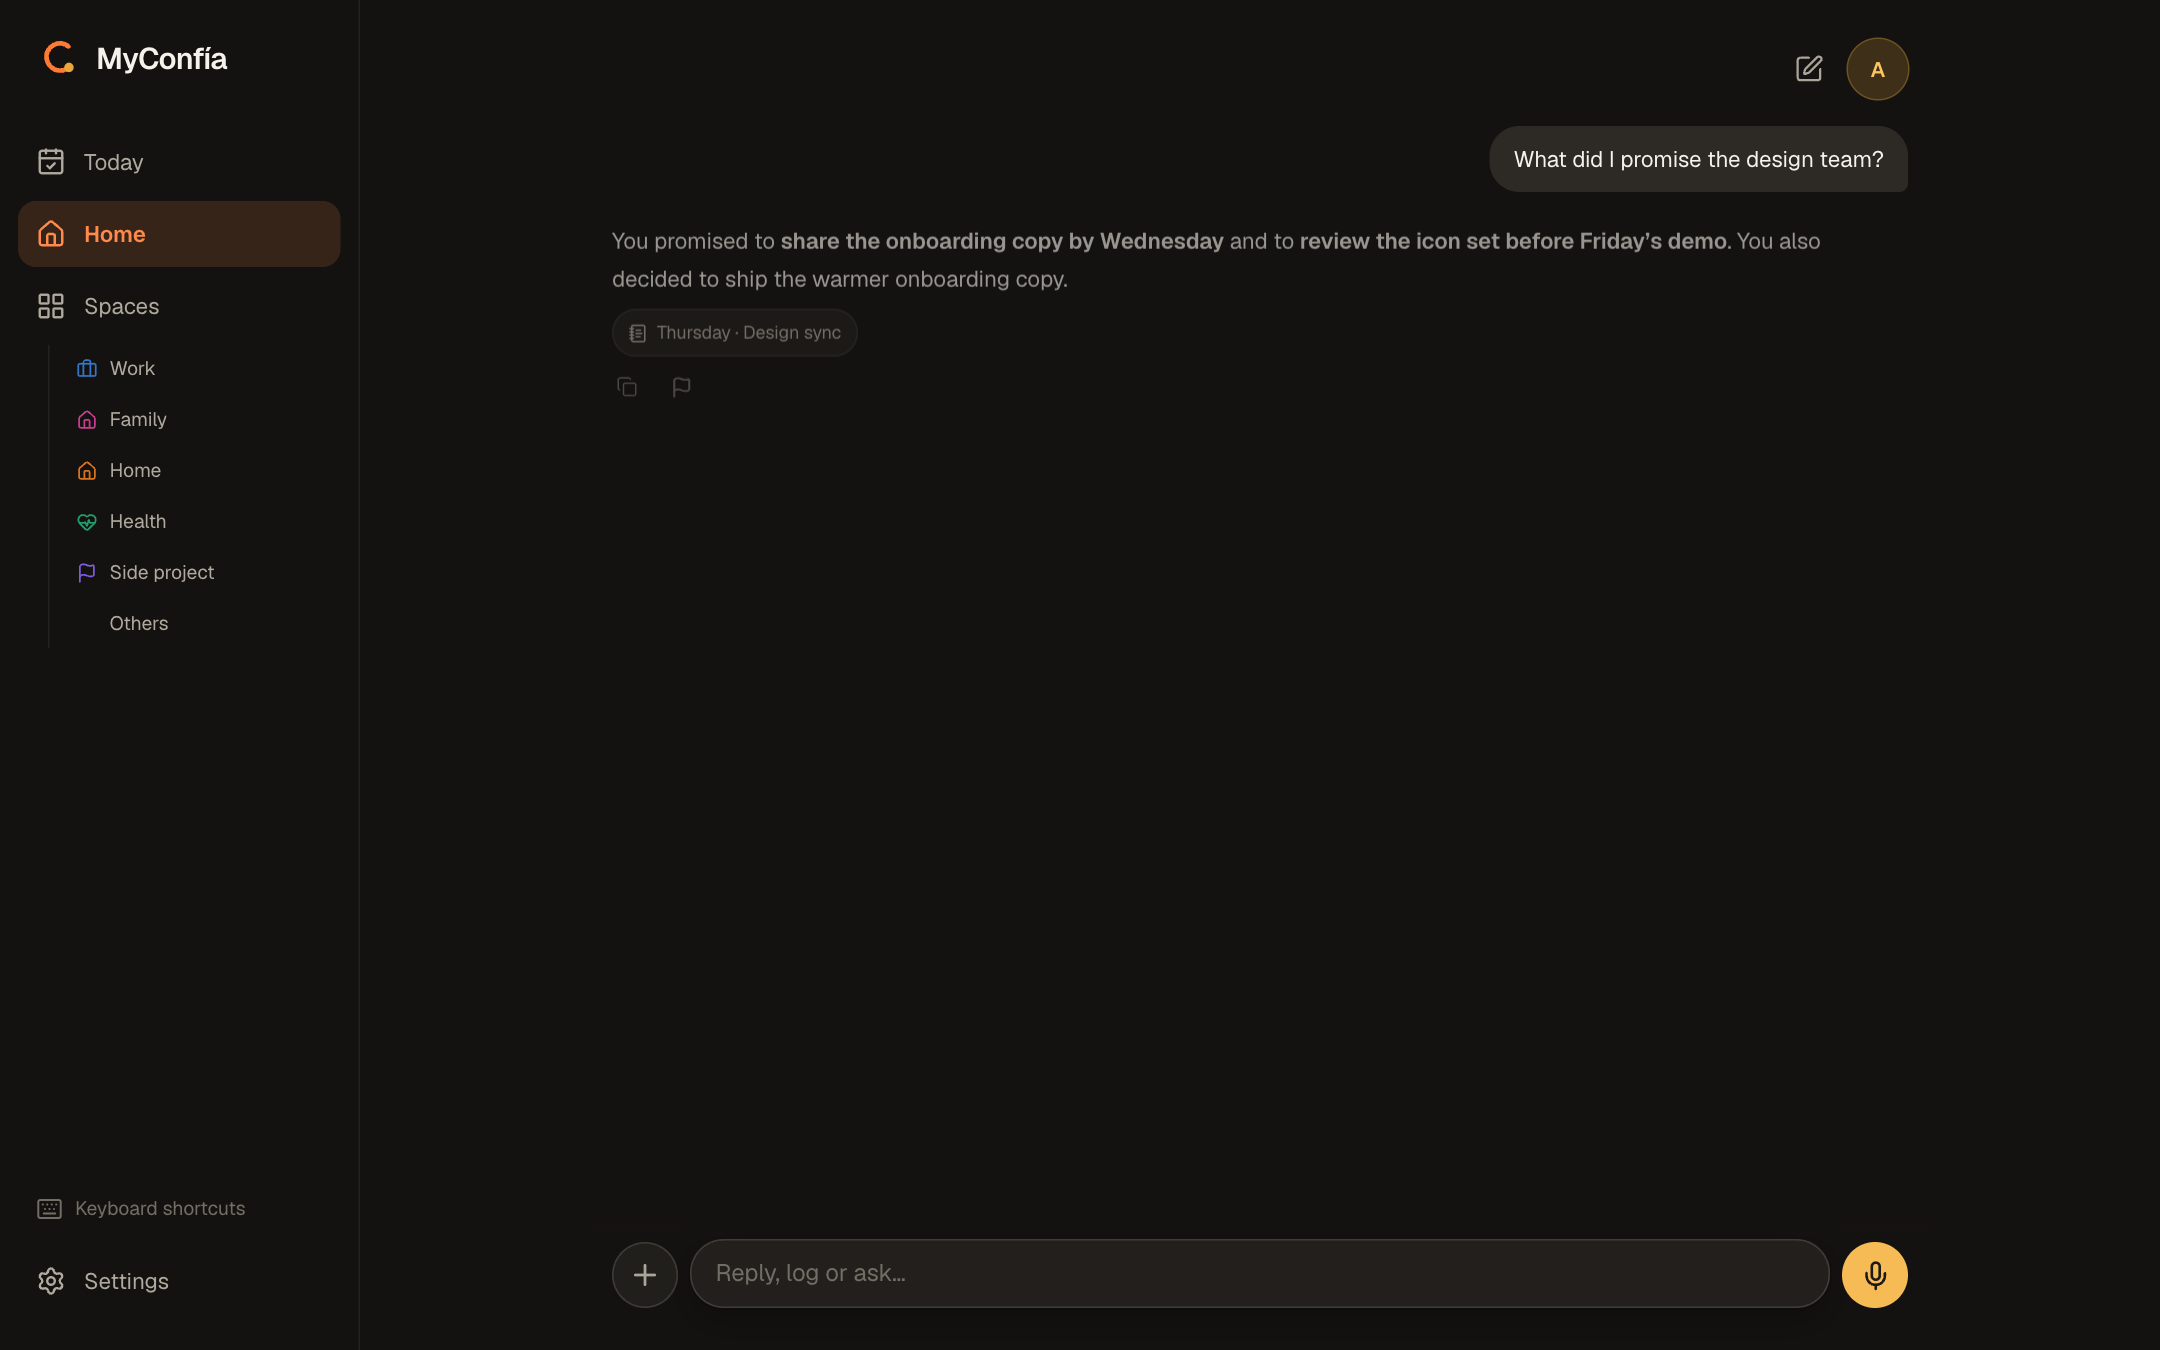 MyConfía
Today
Home
Spaces
Work
Family
Home
Health
Side project
Others
Keyboard shortcuts
Settings
A
What did I promise the design team?
You promised to share the onboarding copy by Wednesday and to review the icon set before Friday’s demo. You also
decided to ship the warmer onboarding copy.
Thursday · Design sync
Reply, log or ask…